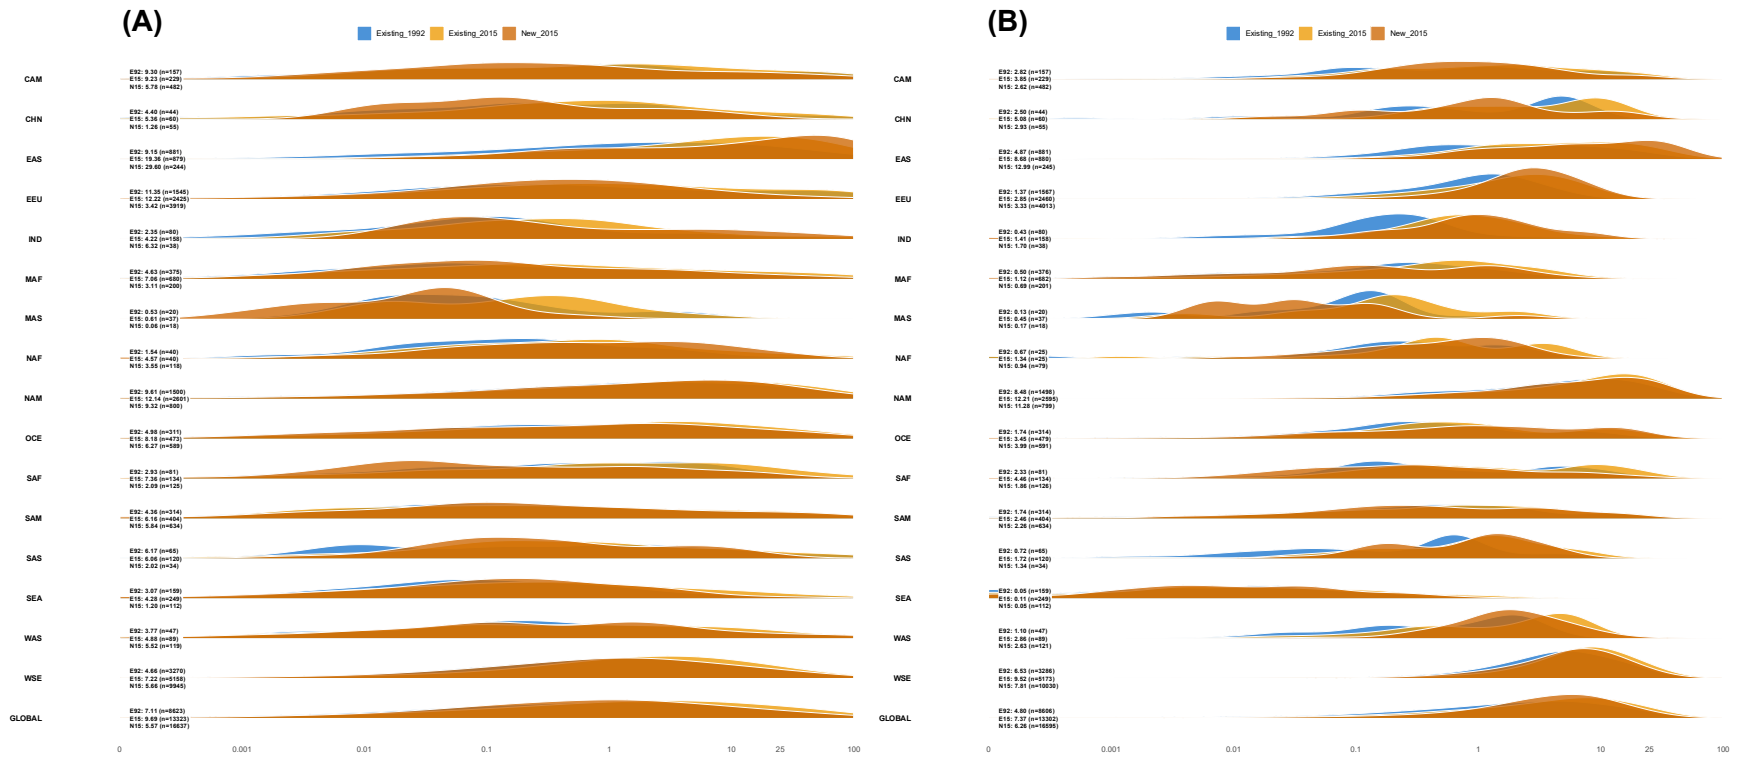 (A)
Existing_1992 Existing_2015 New_2015
CAM
E92: 9.30 (n=157)
E15: 9.23 (n=229)
N15: 5.78 (n=482)
CHN
E92: 4.40 (n=44)
E15: 5.36 (n=60)
N15: 1.26 (n=55)
EAS
E92: 9.15 (n=881)
E15: 19.36 (n=879)
N15: 29.60 (n=244)
EEU
E92: 11.35 (n=1545)
E15: 12.22 (n=2425)
N15: 3.42 (n=3919)
IND
E92: 2.35 (n=80)
E15: 4.22 (n=158)
N15: 6.32 (n=38)
MAF
E92: 4.63 (n=375)
E15: 7.06 (n=680)
N15: 3.11 (n=200)
MAS
E92: 0.53 (n=20)
E15: 0.61 (n=37)
N15: 0.06 (n=18)
NAF
E92: 1.54 (n=40)
E15: 4.57 (n=40)
N15: 3.55 (n=118)
NAM
E92: 9.61 (n=1500)
E15: 12.14 (n=2601)
N15: 9.32 (n=800)
OCE
E92: 4.98 (n=311)
E15: 8.18 (n=473)
N15: 6.27 (n=589)
SAF
E92: 2.93 (n=81)
E15: 7.36 (n=134)
N15: 2.09 (n=125)
SAM
E92: 4.36 (n=314)
E15: 6.16 (n=404)
N15: 5.84 (n=634)
SAS
E92: 6.17 (n=65)
E15: 6.06 (n=120)
N15: 2.02 (n=34)
SEA
E92: 3.07 (n=159)
E15: 4.28 (n=249)
N15: 1.20 (n=112)
WAS
E92: 3.77 (n=47)
E15: 4.88 (n=89)
N15: 5.52 (n=119)
WSE
E92: 4.66 (n=3270)
E15: 7.22 (n=5158)
N15: 5.66 (n=9945)
GLOBAL
E92: 7.11 (n=8623)
E15: 9.69 (n=13323)
N15: 5.57 (n=16637)
0 0.001 0.01 0.1 1 10 25 100
(B)
Existing_1992 Existing_2015 New_2015
CAM
E92: 2.82 (n=157)
E15: 3.85 (n=229)
N15: 2.62 (n=482)
CHN
E92: 2.50 (n=44)
E15: 5.08 (n=60)
N15: 2.93 (n=55)
EAS
E92: 4.87 (n=881)
E15: 8.68 (n=880)
N15: 12.99 (n=245)
EEU
E92: 1.37 (n=1567)
E15: 2.85 (n=2460)
N15: 3.33 (n=4013)
IND
E92: 0.43 (n=80)
E15: 1.41 (n=158)
N15: 1.70 (n=38)
MAF
E92: 0.50 (n=376)
E15: 1.12 (n=682)
N15: 0.69 (n=201)
MAS
E92: 0.13 (n=20)
E15: 0.45 (n=37)
N15: 0.17 (n=18)
NAF
E92: 0.67 (n=25)
E15: 1.34 (n=25)
N15: 0.94 (n=79)
NAM
E92: 8.48 (n=1498)
E15: 12.21 (n=2595)
N15: 11.28 (n=799)
OCE
E92: 1.74 (n=314)
E15: 3.45 (n=479)
N15: 3.99 (n=591)
SAF
E92: 2.33 (n=81)
E15: 4.46 (n=134)
N15: 1.86 (n=126)
SAM
E92: 1.74 (n=314)
E15: 2.46 (n=404)
N15: 2.26 (n=634)
SAS
E92: 0.72 (n=65)
E15: 1.72 (n=120)
N15: 1.34 (n=34)
SEA
E92: 0.05 (n=159)
E15: 0.11 (n=249)
N15: 0.05 (n=112)
WAS
E92: 1.10 (n=47)
E15: 2.86 (n=89)
N15: 2.63 (n=121)
WSE
E92: 6.53 (n=3286)
E15: 9.52 (n=5173)
N15: 7.81 (n=10030)
GLOBAL
E92: 4.80 (n=8606)
E15: 7.37 (n=13302)
N15: 6.26 (n=16595)
0 0.001 0.01 0.1 1 10 25 100